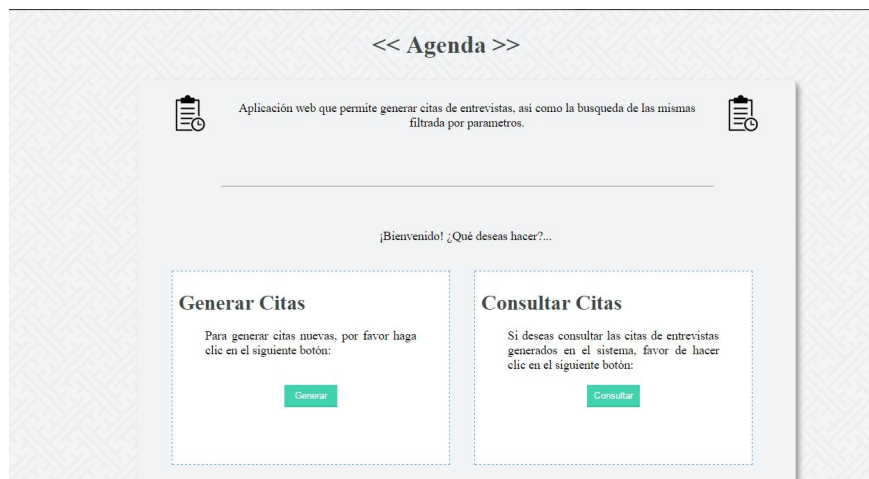 << Agenda >>
Aplicación web que permite generar citas de entrevistas, así como la busqueda de las mismas
filtrada por parametros.
¡Bienvenido! ¿Qué deseas hacer?...
Generar Citas
Para generar citas nuevas, por favor haga
clic en el siguiente botón:
Generar
Consultar Citas
Si deseas consultar las citas de entrevistas
generados en el sistema, favor de hacer
clic en el siguiente botón:
Consultar